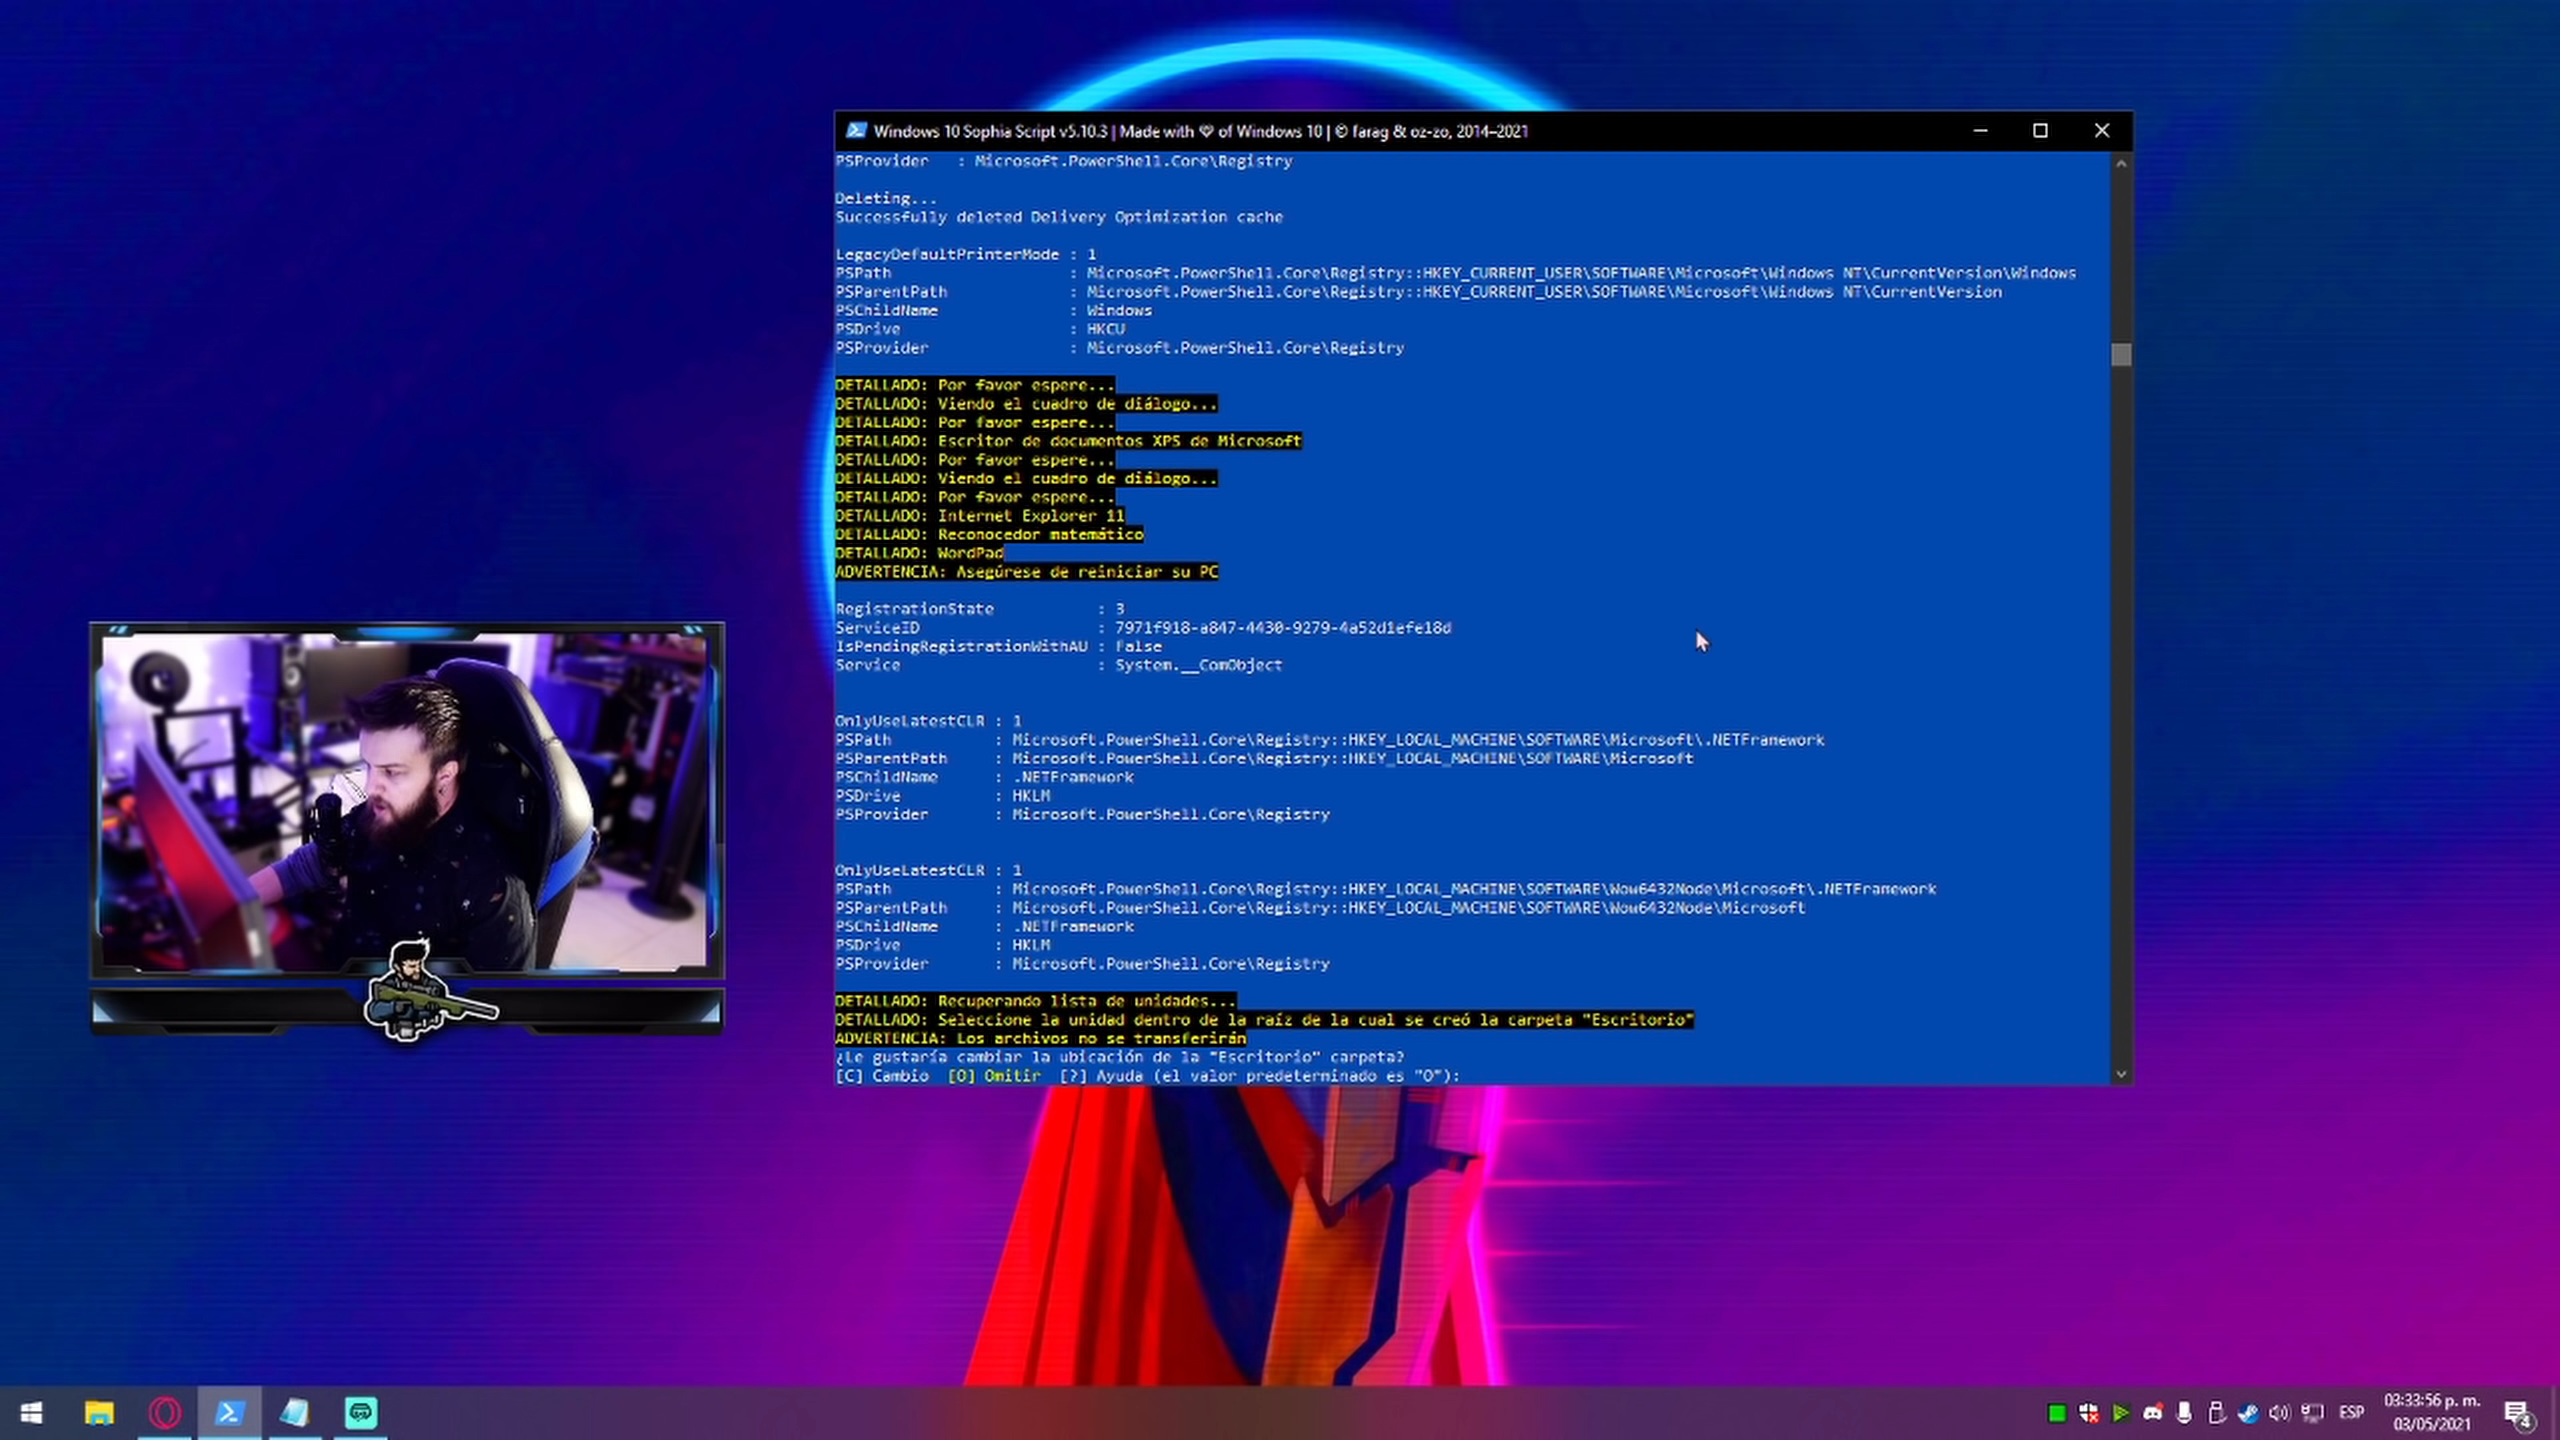 Windows 10 Sophia Script v5.10.3 | Made with ♡ of Windows 10 | © farag & oz-zo, 2014–2021
PSProvider : Microsoft.PowerShell.Core\Registry
Deleting...
Successfully deleted Delivery Optimization cache
LegacyDefaultPrinterMode : 1
PSPath : Microsoft.PowerShell.Core\Registry::HKEY_CURRENT_USER\SOFTWARE\Microsoft\Windows NT\CurrentVersion\Windows
PSParentPath : Microsoft.PowerShell.Core\Registry::HKEY_CURRENT_USER\SOFTWARE\Microsoft\Windows NT\CurrentVersion
PSChildName : Windows
PSDrive : HKCU
PSProvider : Microsoft.PowerShell.Core\Registry
DETALLADO: Por favor espere...
DETALLADO: Viendo el cuadro de diálogo...
DETALLADO: Por favor espere...
DETALLADO: Escritor de documentos XPS de Microsoft
DETALLADO: Por favor espere...
DETALLADO: Viendo el cuadro de diálogo...
DETALLADO: Por favor espere...
DETALLADO: Internet Explorer 11
DETALLADO: Reconocedor matemático
DETALLADO: WordPad
ADVERTENCIA: Asegúrese de reiniciar su PC
RegistrationState : 3
ServiceID : 7971f918-a847-4430-9279-4a52d1efe18d
IsPendingRegistrationWithAU : False
Service : System.__ComObject
OnlyUseLatestCLR : 1
PSPath : Microsoft.PowerShell.Core\Registry::HKEY_LOCAL_MACHINE\SOFTWARE\Microsoft\.NETFramework
PSParentPath : Microsoft.PowerShell.Core\Registry::HKEY_LOCAL_MACHINE\SOFTWARE\Microsoft
PSChildName : .NETFramework
PSDrive : HKLM
PSProvider : Microsoft.PowerShell.Core\Registry
OnlyUseLatestCLR : 1
PSPath : Microsoft.PowerShell.Core\Registry::HKEY_LOCAL_MACHINE\SOFTWARE\Wow6432Node\Microsoft\.NETFramework
PSParentPath : Microsoft.PowerShell.Core\Registry::HKEY_LOCAL_MACHINE\SOFTWARE\Wow6432Node\Microsoft
PSChildName : .NETFramework
PSDrive : HKLM
PSProvider : Microsoft.PowerShell.Core\Registry
DETALLADO: Recuperando lista de unidades...
DETALLADO: Seleccione la unidad dentro de la raíz de la cual se creó la carpeta "Escritorio"
ADVERTENCIA: Los archivos no se transferirán
¿Le gustaría cambiar la ubicación de la "Escritorio" carpeta?
[C] Cambio [O] Omitir [?] Ayuda (el valor predeterminado es "O"):
ESP
03:33:56 p. m.
03/05/2021
4